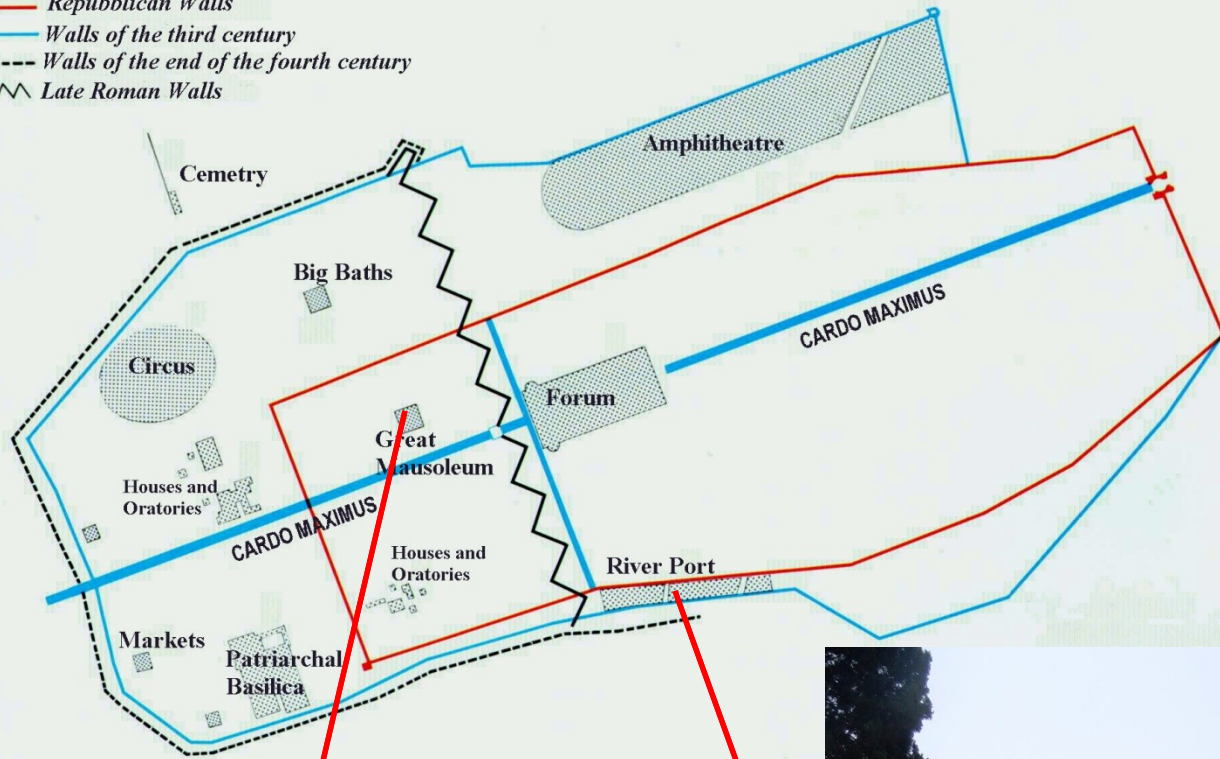 Repubblican Walls
Walls of the third century
Walls of the end of the fourth century
Late Roman Walls
Amphitheatre
Cemetry
Big Baths
CARDO MAXIMUS
Circus
Forum
Great
Mausoleum
Houses and
Oratories
CARDO MAXIMUS
Houses and
Oratories
River Port
Markets
Patriarchal
Basilica